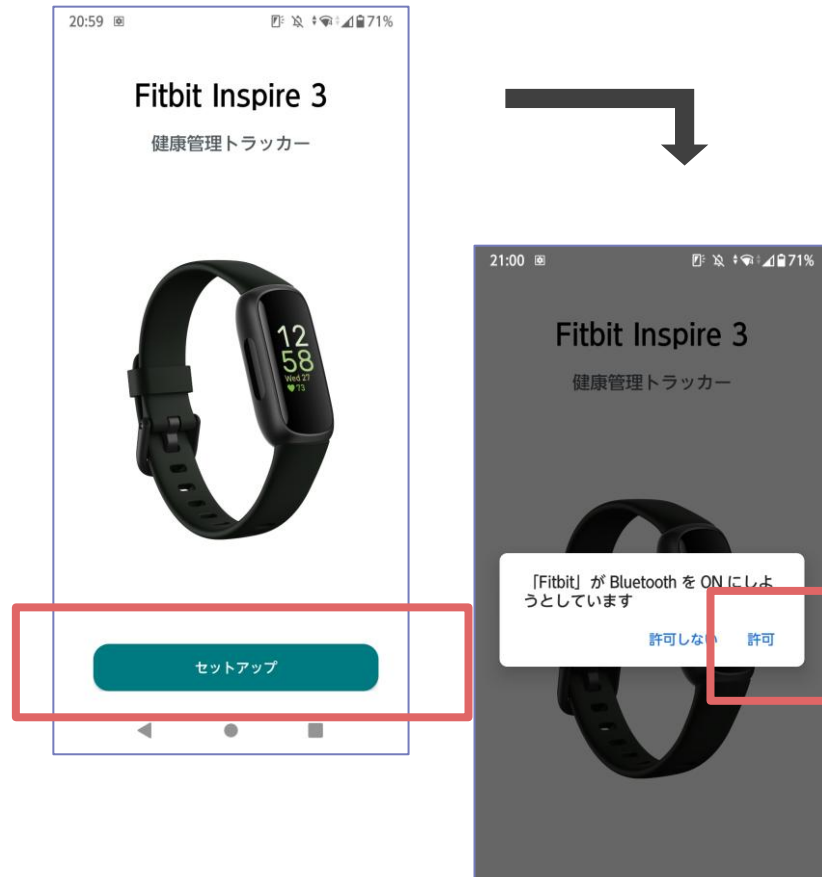 20:59 71%
Fitbit Inspire 3
健康管理トラッカー
12
58
Wed 27
73
セットアップ
21:00 71%
Fitbit Inspire 3
健康管理トラッカー
「Fitbit」が Bluetooth を ON にしよ
うとしています
許可しない 許可